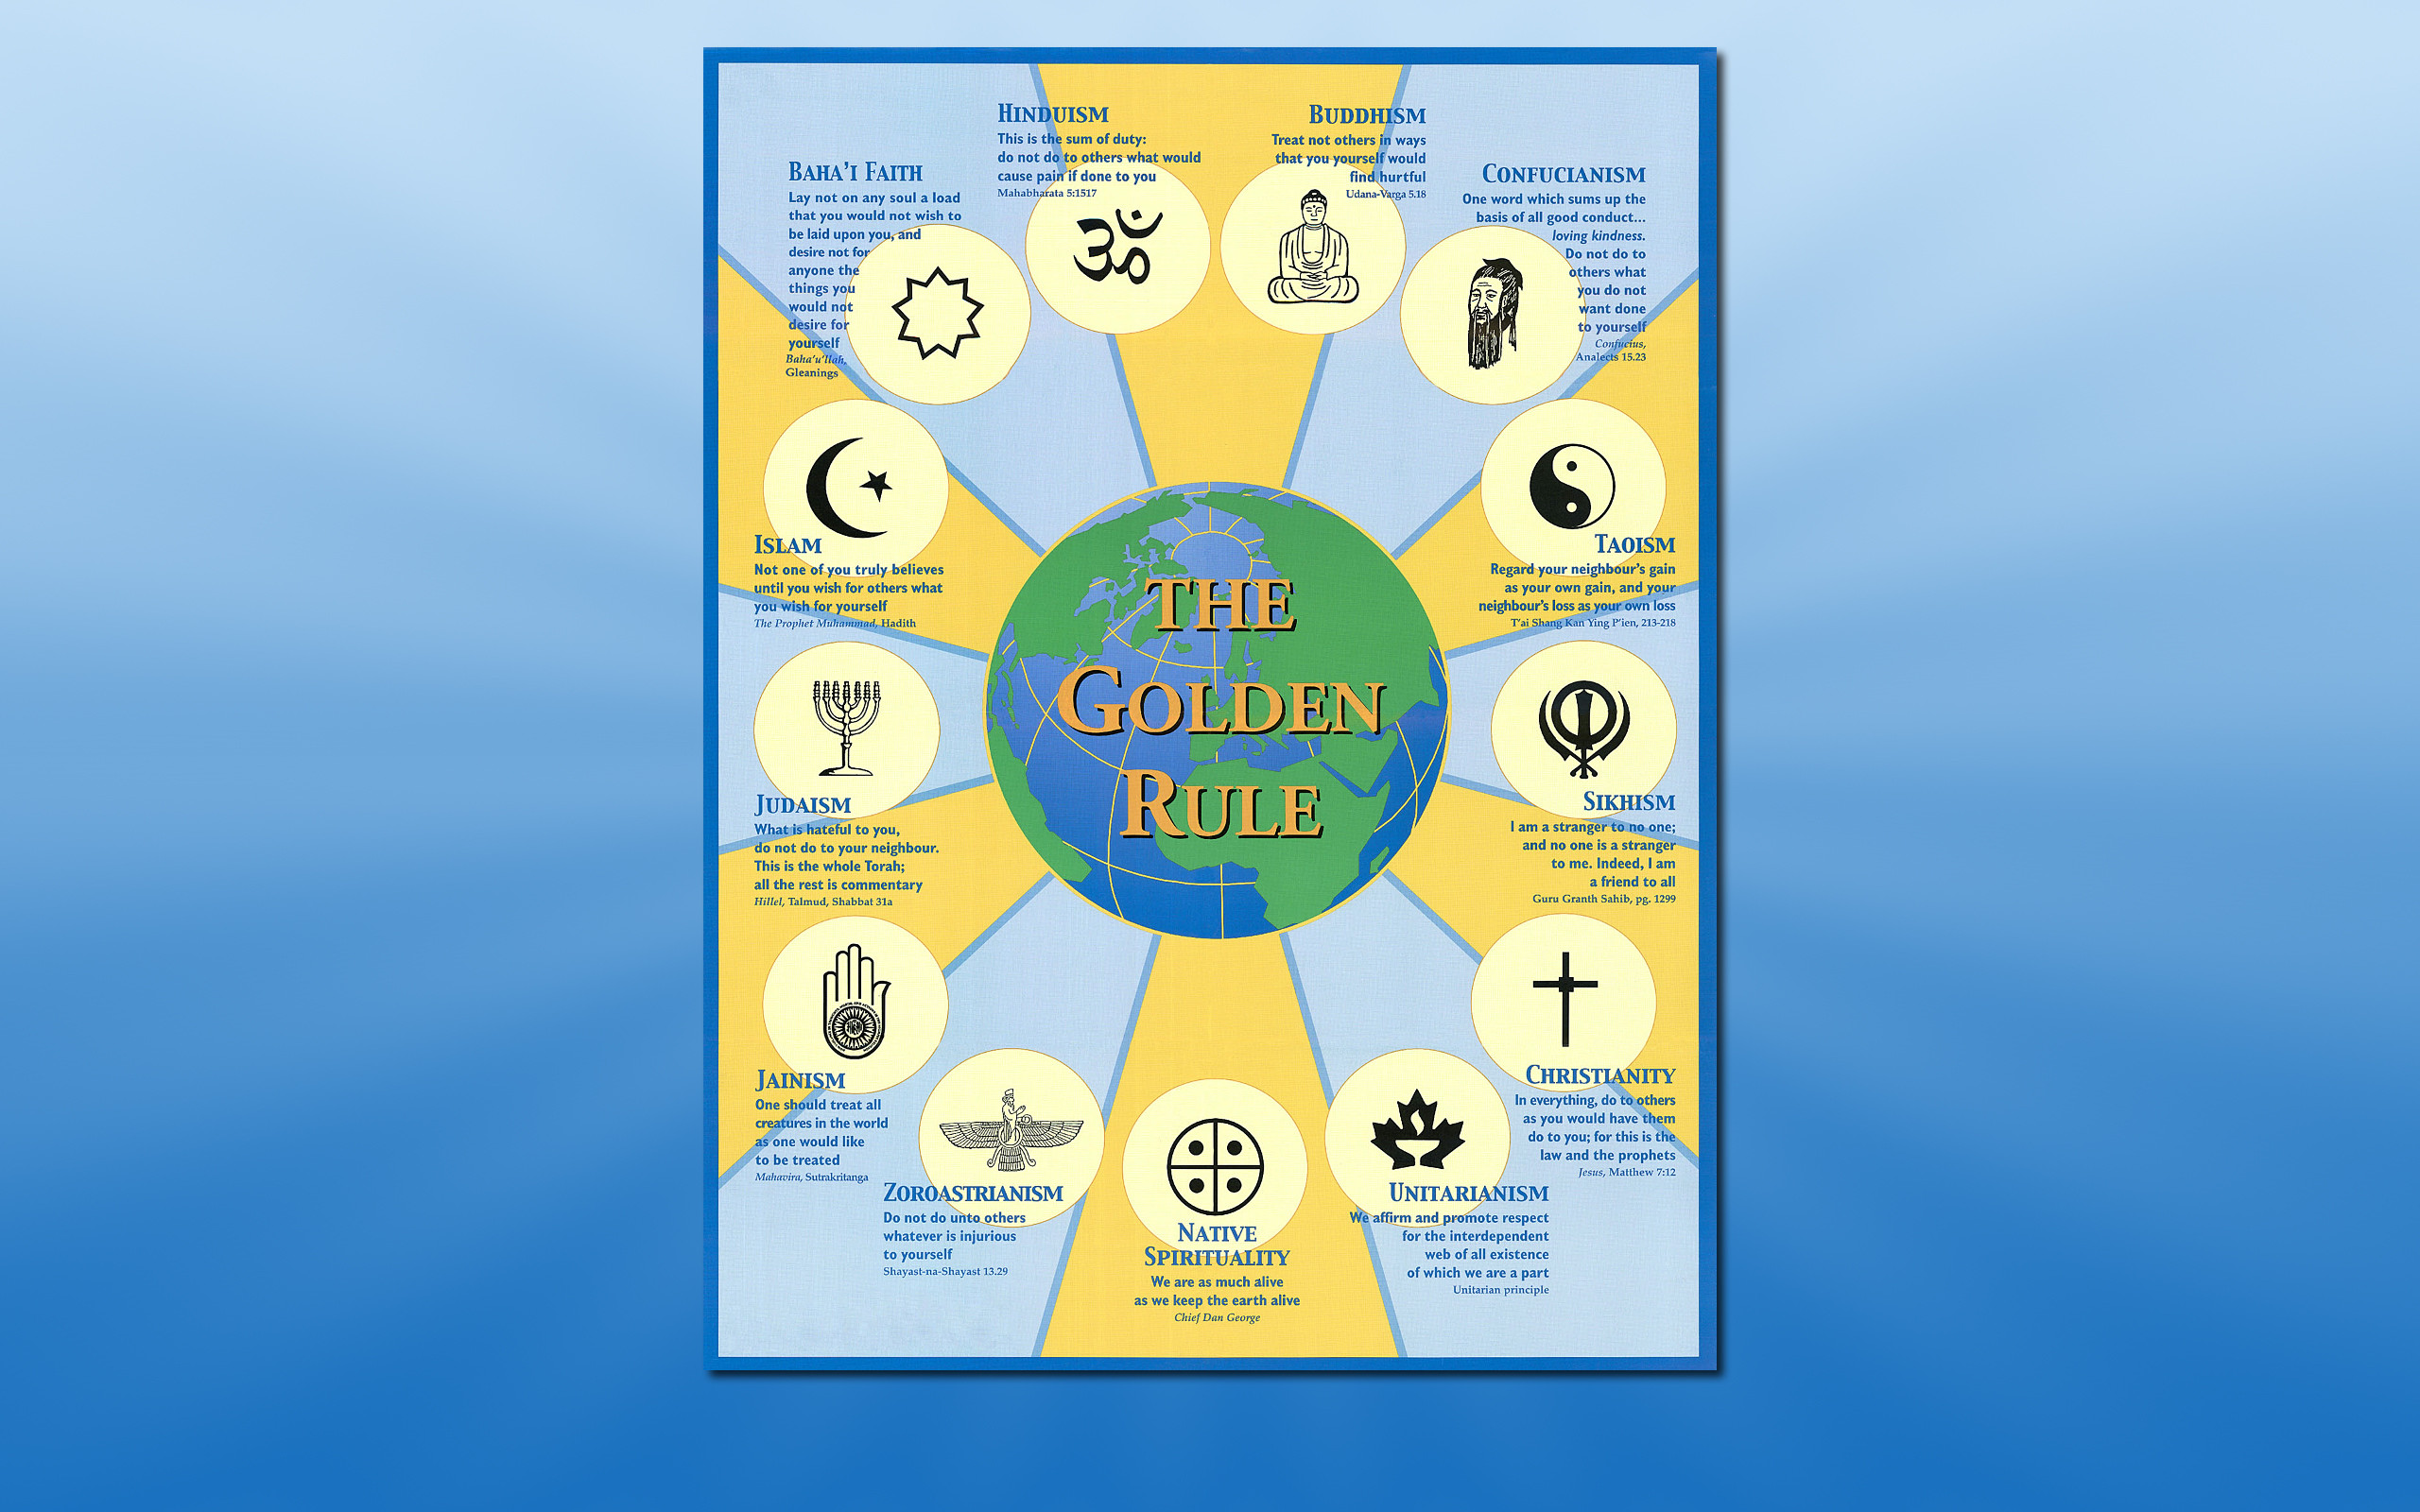 THE
GOLDEN
RULE
HINDUISM
This is the sum of duty:
do not do to others what would
cause pain if done to you
Mahabharata 5:1517
BUDDHISM
Treat not others in ways
that you yourself would
find hurtful
Udana-Varga 5.18
CONFUCIANISM
One word which sums up the
basis of all good conduct...
loving kindness.
Do not do to
others what
you do not
want done
to yourself
Confucius,
Analects 15.23
TAOISM
Regard your neighbour's gain
as your own gain, and your
neighbour's loss as your own loss
T'ai Shang Kan Ying P'ien, 213-218
SIKHISM
I am a stranger to no one;
and no one is a stranger
to me. Indeed, I am
a friend to all
Guru Granth Sahib, pg. 1299
CHRISTIANITY
In everything, do to others
as you would have them
do to you; for this is the
law and the prophets
Jesus, Matthew 7:12
UNITARIANISM
We affirm and promote respect
for the interdependent
web of all existence
of which we are a part
Unitarian principle
NATIVE
SPIRITUALITY
We are as much alive
as we keep the earth alive
Chief Dan George
ZOROASTRIANISM
Do not do unto others
whatever is injurious
to yourself
Shayast-na-Shayast 13.29
JAINISM
One should treat all
creatures in the world
as one would like
to be treated
Mahavira, Sutrakritanga
JUDAISM
What is hateful to you,
do not do to your neighbour.
This is the whole Torah;
all the rest is commentary
Hillel, Talmud, Shabbat 31a
ISLAM
Not one of you truly believes
until you wish for others what
you wish for yourself
The Prophet Muhammad, Hadith
BAHA'I FAITH
Lay not on any soul a load
that you would not wish to
be laid upon you, and
desire not for
anyone the
things you
would not
desire for
yourself
Baha'u'llah,
Gleanings